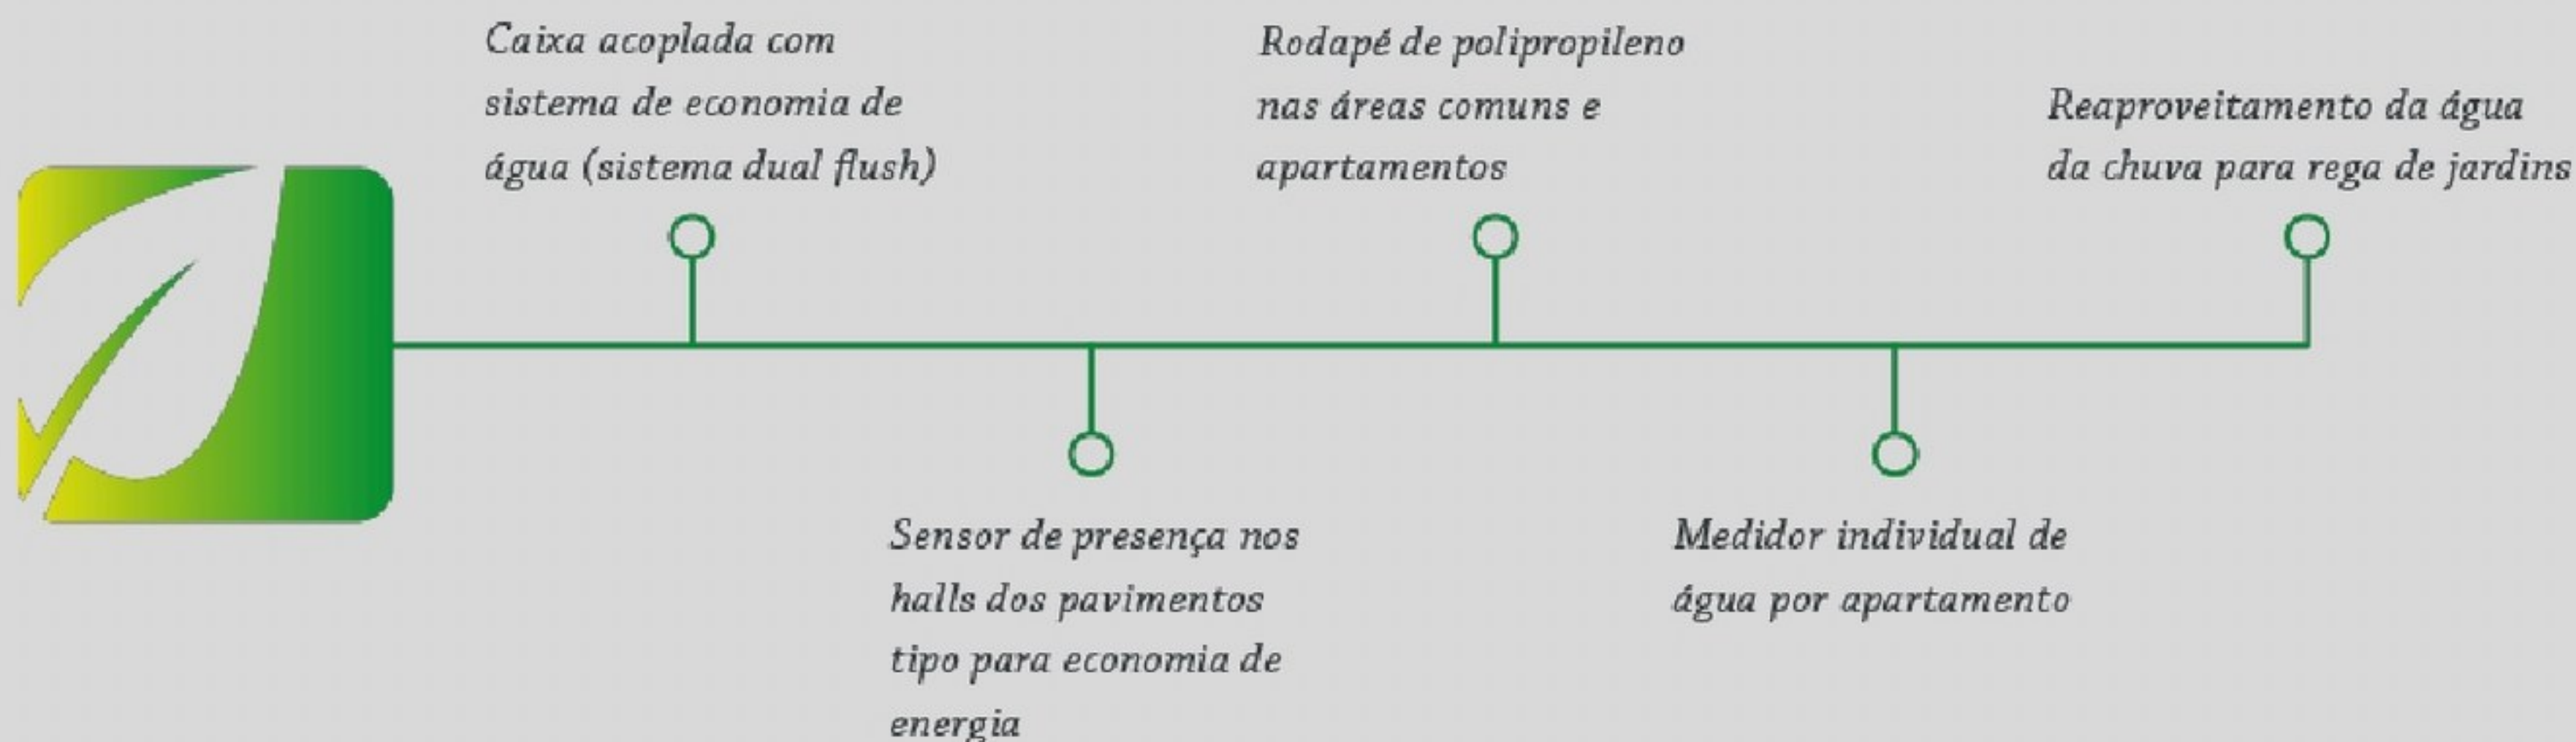 Caixa acoplada com
sistema de economia de
água (sistema dual flush)
Sensor de presença nos
halls dos pavimentos
tipo para economia de
energia
Rodapé de polipropileno
nas áreas comuns e
apartamentos
Medidor individual de
água por apartamento
Reaproveitamento da água
da chuva para rega de jardins